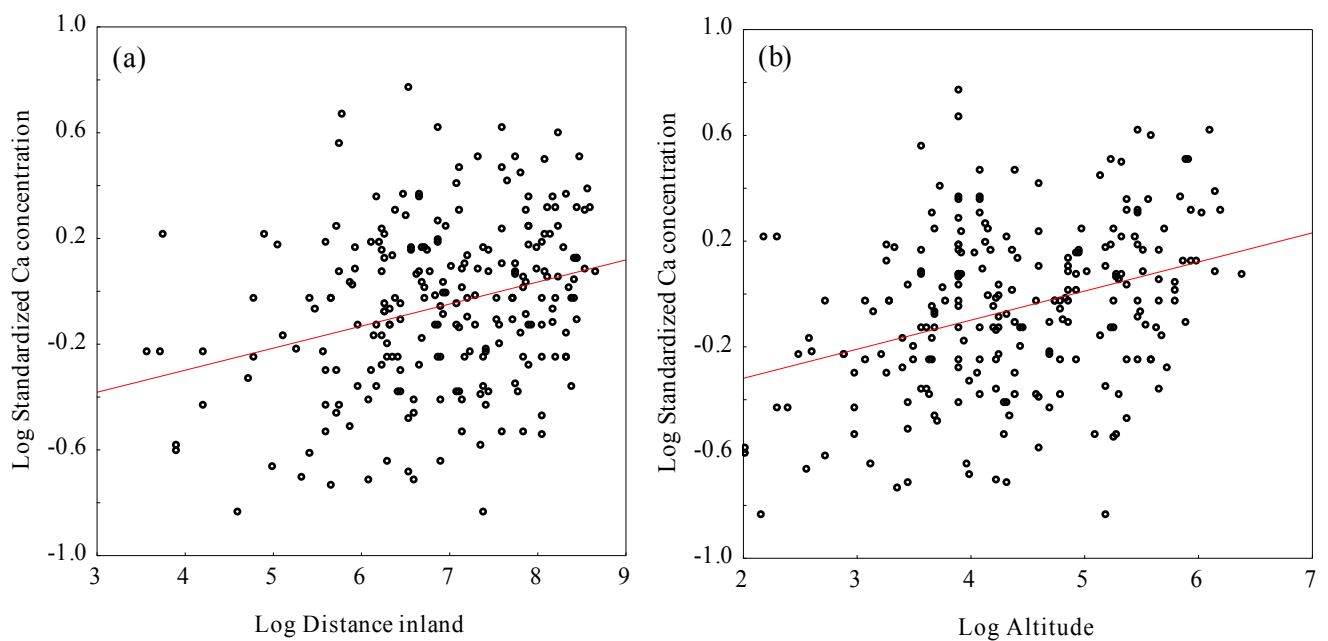 (a)
Log Standardized Ca concentration
1.0
0.6
0.2
-0.2
-0.6
-1.0
3 4 5 6 7 8 9
Log Distance inland
(b)
Log Standardized Ca concentration
1.0
0.6
0.2
-0.2
-0.6
-1.0
2 3 4 5 6 7
Log Altitude